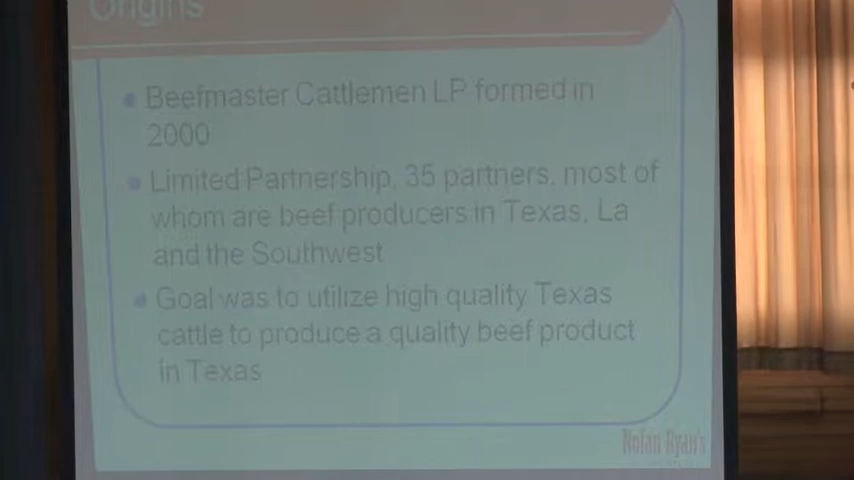 Origins
Beefmaster Cattlemen LP formed in
2000
Limited Partnership, 35 partners, most of
whom are beef producers in Texas, La
and the Southwest
Goal was to utilize high quality Texas
cattle to produce a quality beef product
in Texas
Nolan Ryan's